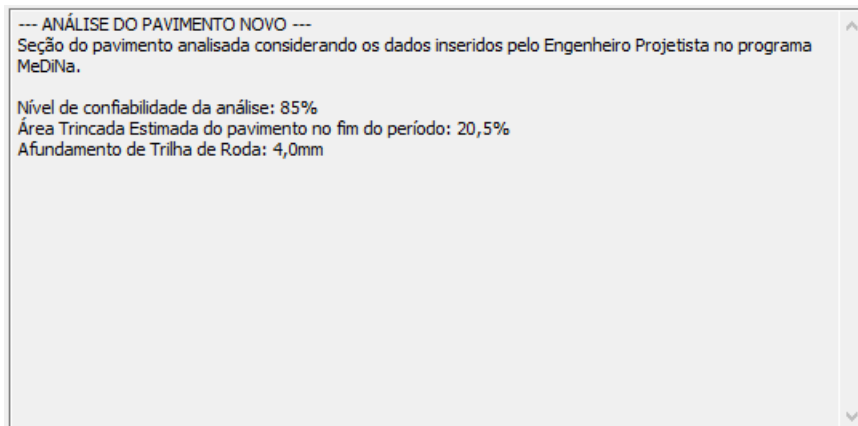 --- ANÁLISE DO PAVIMENTO NOVO ---
Seção do pavimento analisada considerando os dados inseridos pelo Engenheiro Projetista no programa
MeDiNa.
Nível de confiabilidade da análise: 85%
Área Trincada Estimada do pavimento no fim do período: 20,5%
Afundamento de Trilha de Roda: 4,0mm